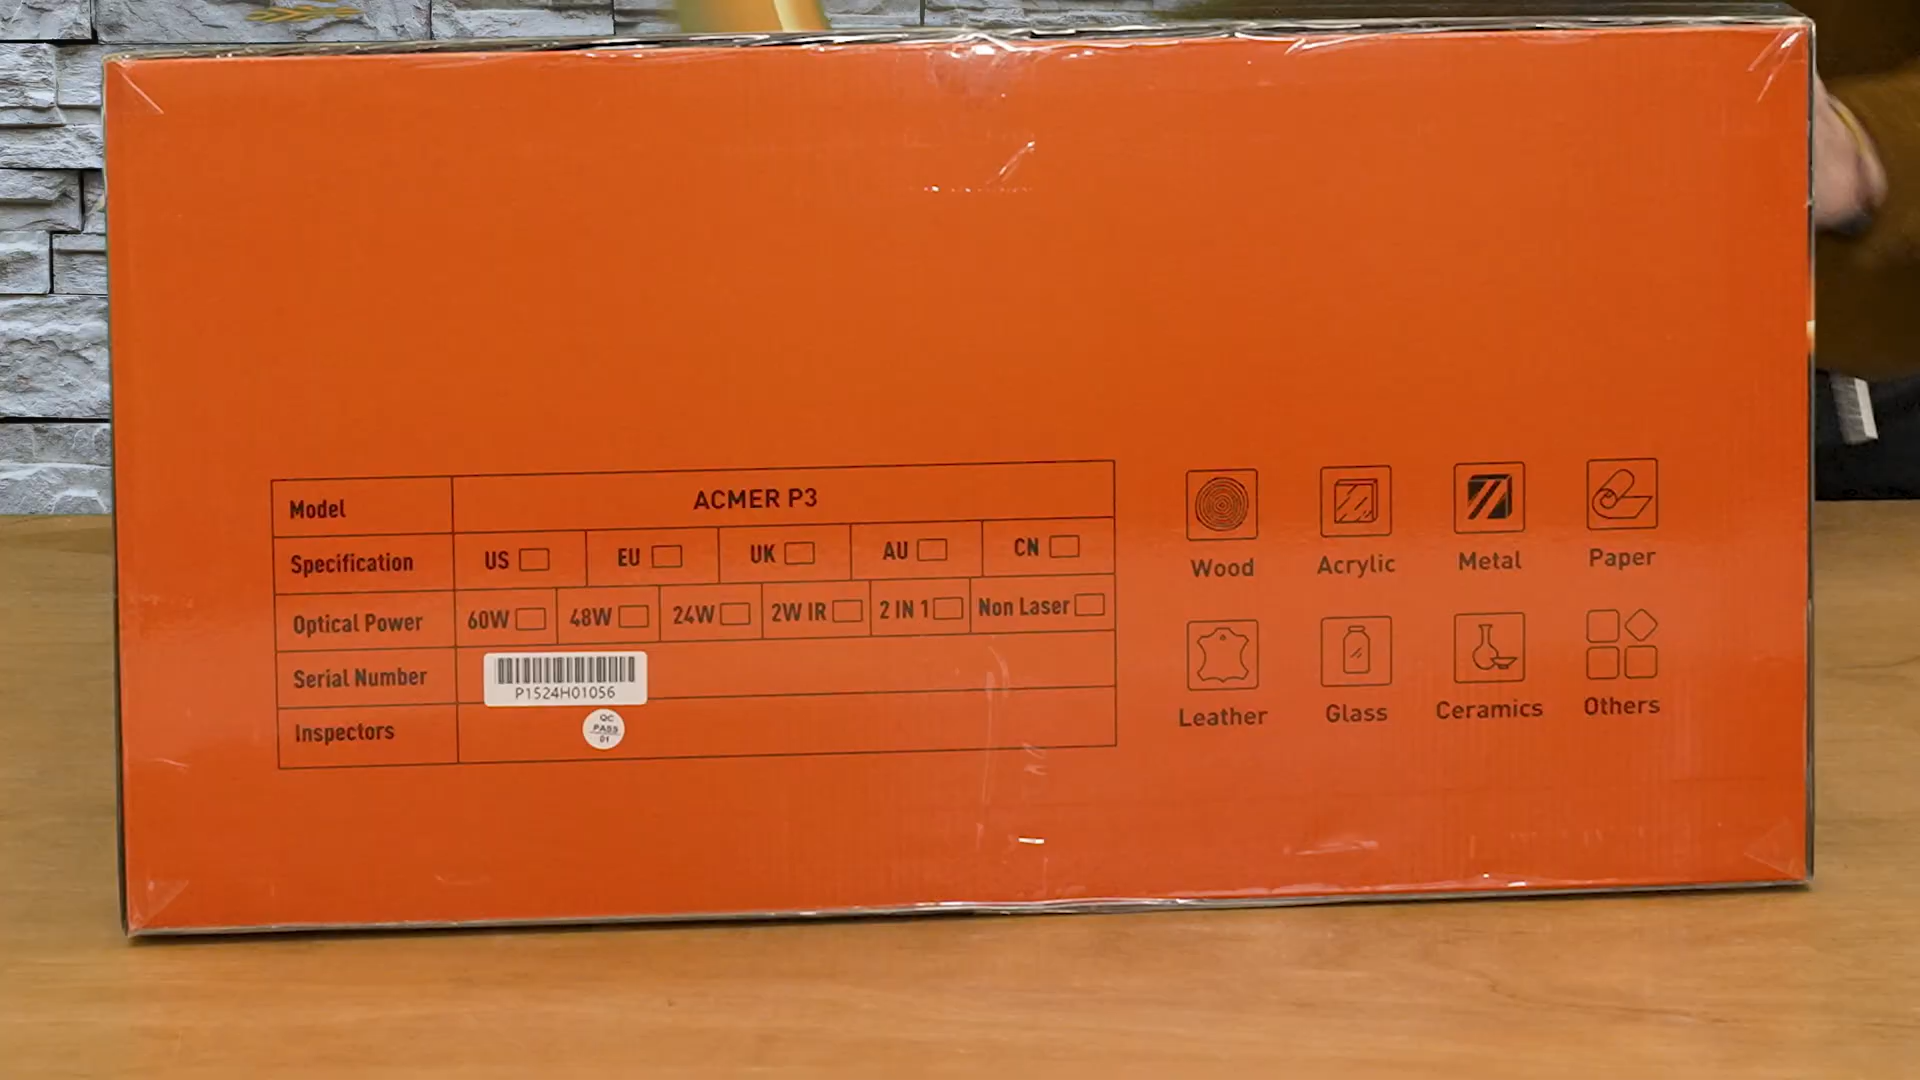 Model ACMER P3
Specification US EU UK AU CN
Optical Power 60W 48W 24W 2W IR 2 IN 1 Non Laser
Serial Number P1524H01056
Inspectors QC PASS 01
Wood Acrylic Metal Paper
Leather Glass Ceramics Others